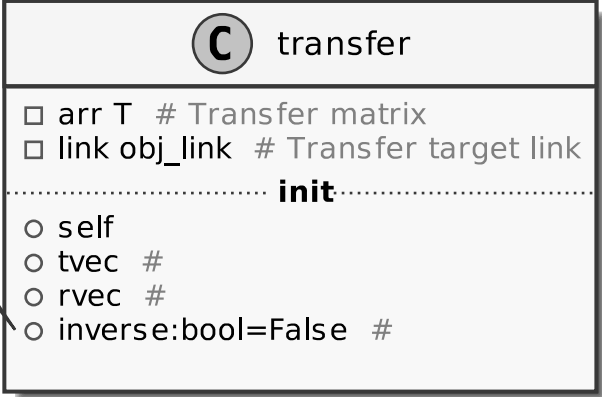 C transfer
arr T # Transfer matrix
link obj_link # Transfer target link
init
self
tvec #
rvec #
inverse:bool=False #